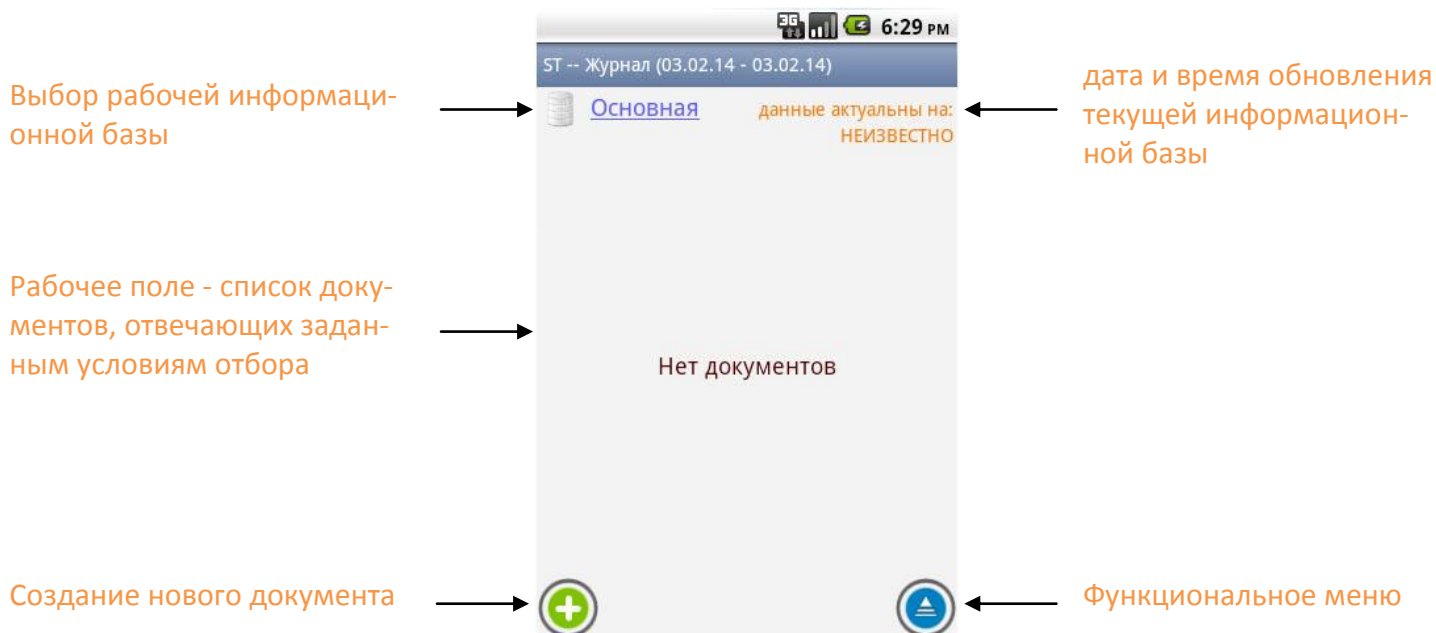 3G 6:29 PM
ST -- Журнал (03.02.14 - 03.02.14)
Выбор рабочей информаци-
онной базы
Основная
данные актуальны на:
НЕИЗВЕСТНО
дата и время обновления
текущей информацион-
ной базы
Рабочее поле - список доку-
ментов, отвечающих задан-
ным условиям отбора
Нет документов
Создание нового документа
Функциональное меню